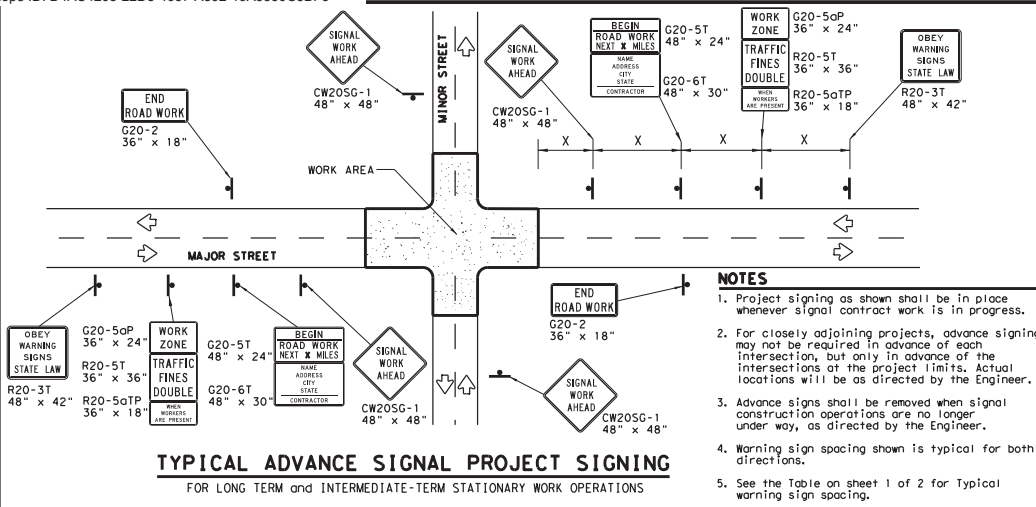 SIGNAL
WORK
AHEAD
CW20SG-1
48" x 48"
MINOR STREET
SIGNAL
WORK
AHEAD
CW20SG-1
48" x 48"
BEGIN
ROAD WORK
NEXT X MILES
NAME
ADDRESS
CITY
STATE
CONTRACTOR
G20-5T
48" x 24"
G20-6T
48" x 30"
WORK
ZONE
TRAFFIC
FINES
DOUBLE
WHEN
WORKERS
ARE PRESENT
G20-5aP
36" x 24"
R20-5T
36" x 36"
R20-5aTP
36" x 18"
OBEY
WARNING
SIGNS
STATE LAW
R20-3T
48" x 42"
END
ROAD WORK
G20-2
36" x 18"
X X X X
WORK AREA
MAJOR STREET
OBEY
WARNING
SIGNS
STATE LAW
R20-3T
48" x 42"
G20-5aP
36" x 24"
R20-5T
36" x 36"
R20-5aTP
36" x 18"
WORK
ZONE
TRAFFIC
FINES
DOUBLE
WHEN
WORKERS
ARE PRESENT
G20-5T
48" x 24"
G20-6T
48" x 30"
BEGIN
ROAD WORK
NEXT X MILES
NAME
ADDRESS
CITY
STATE
CONTRACTOR
SIGNAL
WORK
AHEAD
CW20SG-1
48" x 48"
END
ROAD WORK
G20-2
36" x 18"
SIGNAL
WORK
AHEAD
CW20SG-1
48" x 48"
NOTES
1. Project signing as shown shall be in place
whenever signal contract work is in progress.
2. For closely adjoining projects, advance signing
may not be required in advance of each
intersection, but only in advance of the
intersections at the project limits. Actual
locations will be as directed by the Engineer.
3. Advance signs shall be removed when signal
construction operations are no longer
under way, as directed by the Engineer.
4. Warning sign spacing shown is typical for both
directions.
5. See the Table on sheet 1 of 2 for Typical
warning sign spacing.
TYPICAL ADVANCE SIGNAL PROJECT SIGNING
FOR LONG TERM and INTERMEDIATE-TERM STATIONARY WORK OPERATIONS